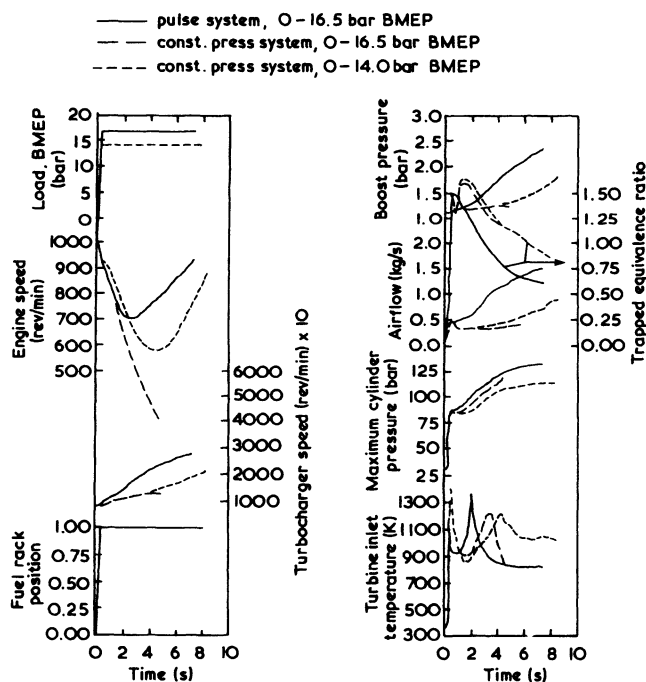 pulse system, 0-16.5 bar BMEP
const. press system, 0-16.5 bar BMEP
const. press system, 0-14.0 bar BMEP
Load, BMEP
(bar)
20
15
10
5
0
Engine speed
(rev/min)
1000
900
800
700
600
500
6000
5000
4000
3000
2000
1000
Turbocharger speed (rev/min) x 10
Fuel rack
position
1.00
0.75
0.50
0.25
0.00
0 2 4 6 8 10
Time (s)
Boost pressure
(bar)
3.0
2.5
2.0
1.5
1.0
1.50
1.25
1.00
0.75
0.50
0.25
0.00
Trapped equivalence ratio
Airflow (kg/s)
2.0
1.5
1.0
0.5
0.0
Maximum cylinder
pressure (bar)
125
100
75
50
25
Turbine inlet
temperature (K)
1300
1100
900
700
500
300
0 2 4 6 8 10
Time (s)